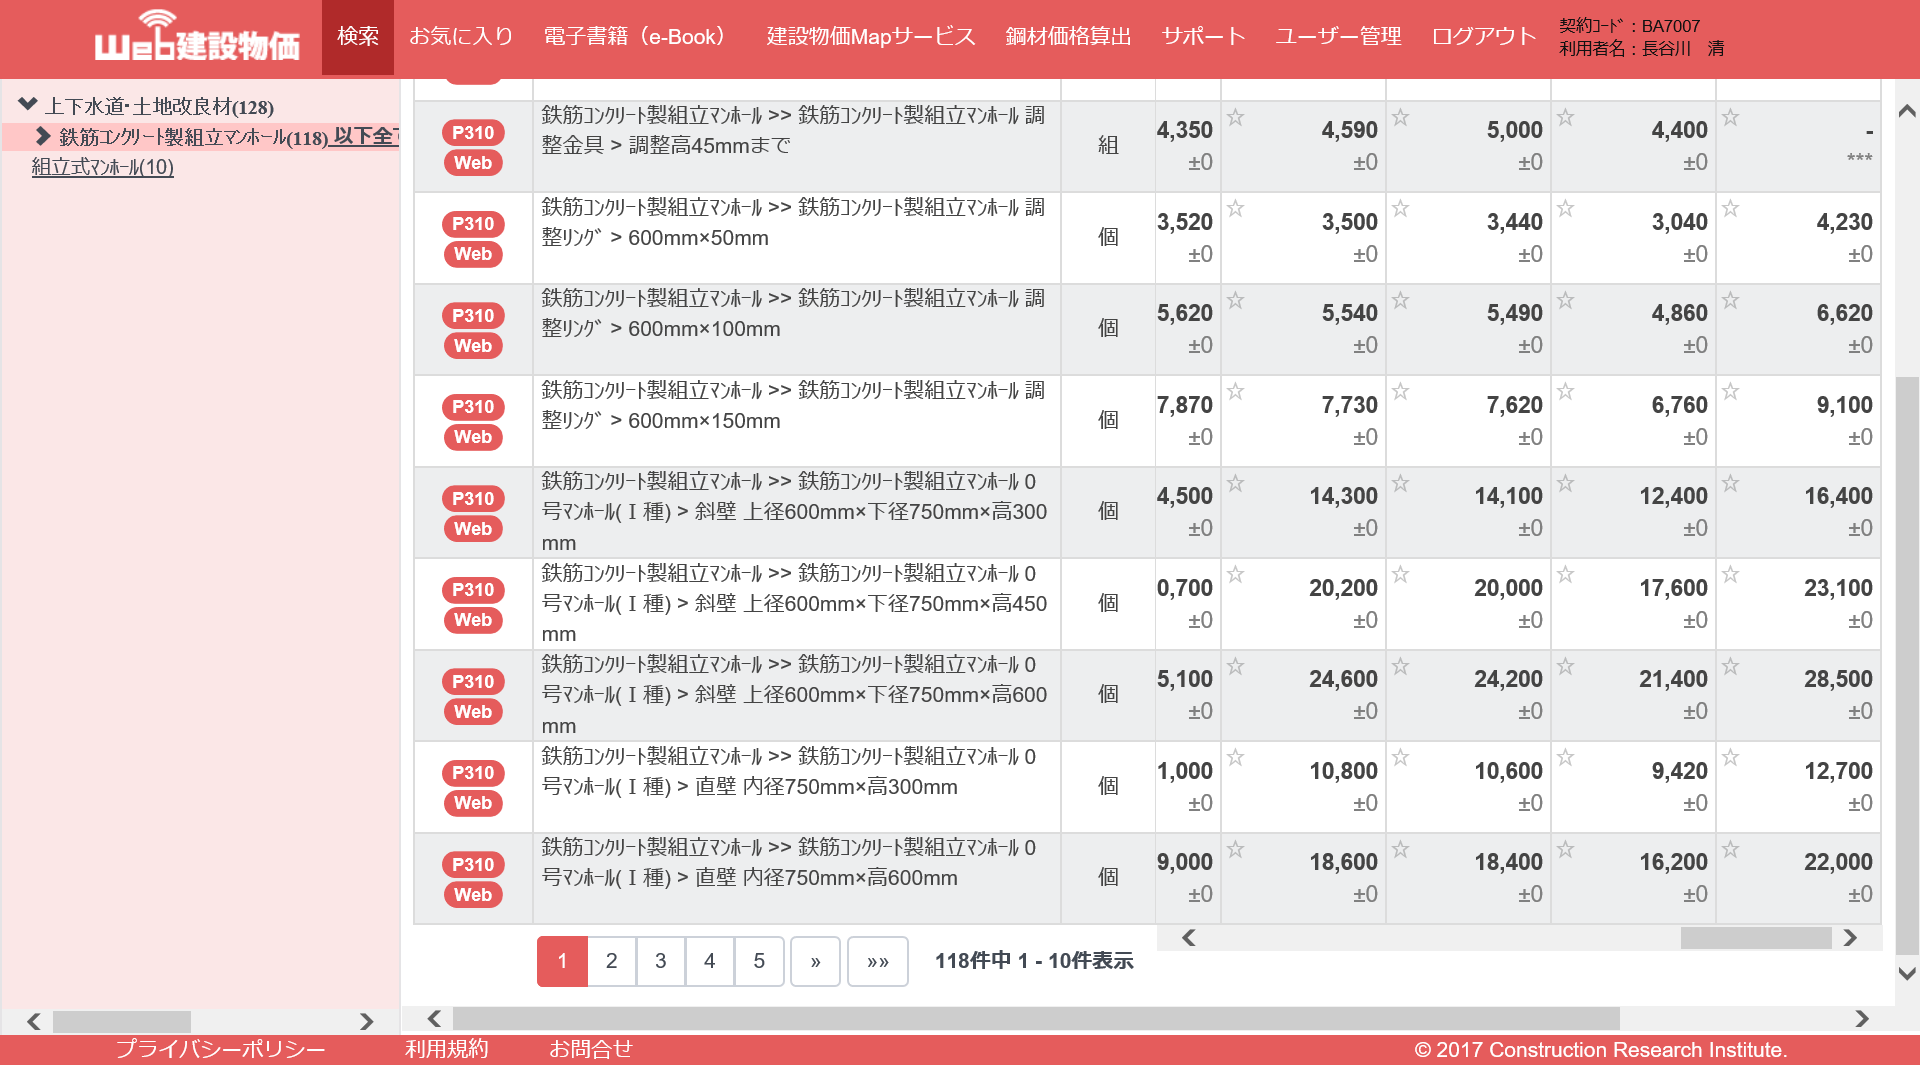 Web建設物価
検索 お気に入り 電子書籍（e-Book） 建設物価Mapサービス 鋼材価格算出 サポート ユーザー管理 ログアウト
契約ｺｰﾄﾞ：BA7007
利用者名：長谷川　清
上下水道･土地改良材(128)
鉄筋ｺﾝｸﾘｰﾄ製組立ﾏﾝﾎｰﾙ(118) 以下全
組立式ﾏﾝﾎｰﾙ(10)
P310 Web 鉄筋ｺﾝｸﾘｰﾄ製組立ﾏﾝﾎｰﾙ >> 鉄筋ｺﾝｸﾘｰﾄ製組立ﾏﾝﾎｰﾙ 調
整金具 > 調整高45mmまで 組 4,350 ☆ 4,590 ☆ 5,000 ☆ 4,400 ☆ -
±0 ±0 ±0 ±0 ***
P310 Web 鉄筋ｺﾝｸﾘｰﾄ製組立ﾏﾝﾎｰﾙ >> 鉄筋ｺﾝｸﾘｰﾄ製組立ﾏﾝﾎｰﾙ 調
整ﾘﾝｸﾞ > 600mm×50mm 個 3,520 ☆ 3,500 ☆ 3,440 ☆ 3,040 ☆ 4,230
±0 ±0 ±0 ±0 ±0
P310 Web 鉄筋ｺﾝｸﾘｰﾄ製組立ﾏﾝﾎｰﾙ >> 鉄筋ｺﾝｸﾘｰﾄ製組立ﾏﾝﾎｰﾙ 調
整ﾘﾝｸﾞ > 600mm×100mm 個 5,620 ☆ 5,540 ☆ 5,490 ☆ 4,860 ☆ 6,620
±0 ±0 ±0 ±0 ±0
P310 Web 鉄筋ｺﾝｸﾘｰﾄ製組立ﾏﾝﾎｰﾙ >> 鉄筋ｺﾝｸﾘｰﾄ製組立ﾏﾝﾎｰﾙ 調
整ﾘﾝｸﾞ > 600mm×150mm 個 7,870 ☆ 7,730 ☆ 7,620 ☆ 6,760 ☆ 9,100
±0 ±0 ±0 ±0 ±0
P310 Web 鉄筋ｺﾝｸﾘｰﾄ製組立ﾏﾝﾎｰﾙ >> 鉄筋ｺﾝｸﾘｰﾄ製組立ﾏﾝﾎｰﾙ 0
号ﾏﾝﾎｰﾙ(Ⅰ種) > 斜壁 上径600mm×下径750mm×高300
mm 個 4,500 ☆ 14,300 ☆ 14,100 ☆ 12,400 ☆ 16,400
±0 ±0 ±0 ±0 ±0
P310 Web 鉄筋ｺﾝｸﾘｰﾄ製組立ﾏﾝﾎｰﾙ >> 鉄筋ｺﾝｸﾘｰﾄ製組立ﾏﾝﾎｰﾙ 0
号ﾏﾝﾎｰﾙ(Ⅰ種) > 斜壁 上径600mm×下径750mm×高450
mm 個 0,700 ☆ 20,200 ☆ 20,000 ☆ 17,600 ☆ 23,100
±0 ±0 ±0 ±0 ±0
P310 Web 鉄筋ｺﾝｸﾘｰﾄ製組立ﾏﾝﾎｰﾙ >> 鉄筋ｺﾝｸﾘｰﾄ製組立ﾏﾝﾎｰﾙ 0
号ﾏﾝﾎｰﾙ(Ⅰ種) > 斜壁 上径600mm×下径750mm×高600
mm 個 5,100 ☆ 24,600 ☆ 24,200 ☆ 21,400 ☆ 28,500
±0 ±0 ±0 ±0 ±0
P310 Web 鉄筋ｺﾝｸﾘｰﾄ製組立ﾏﾝﾎｰﾙ >> 鉄筋ｺﾝｸﾘｰﾄ製組立ﾏﾝﾎｰﾙ 0
号ﾏﾝﾎｰﾙ(Ⅰ種) > 直壁 内径750mm×高300mm 個 1,000 ☆ 10,800 ☆ 10,600 ☆ 9,420 ☆ 12,700
±0 ±0 ±0 ±0 ±0
P310 Web 鉄筋ｺﾝｸﾘｰﾄ製組立ﾏﾝﾎｰﾙ >> 鉄筋ｺﾝｸﾘｰﾄ製組立ﾏﾝﾎｰﾙ 0
号ﾏﾝﾎｰﾙ(Ⅰ種) > 直壁 内径750mm×高600mm 個 9,000 ☆ 18,600 ☆ 18,400 ☆ 16,200 ☆ 22,000
±0 ±0 ±0 ±0 ±0
1 2 3 4 5 » »» 118件中 1 - 10件表示
プライバシーポリシー 利用規約 お問合せ © 2017 Construction Research Institute.